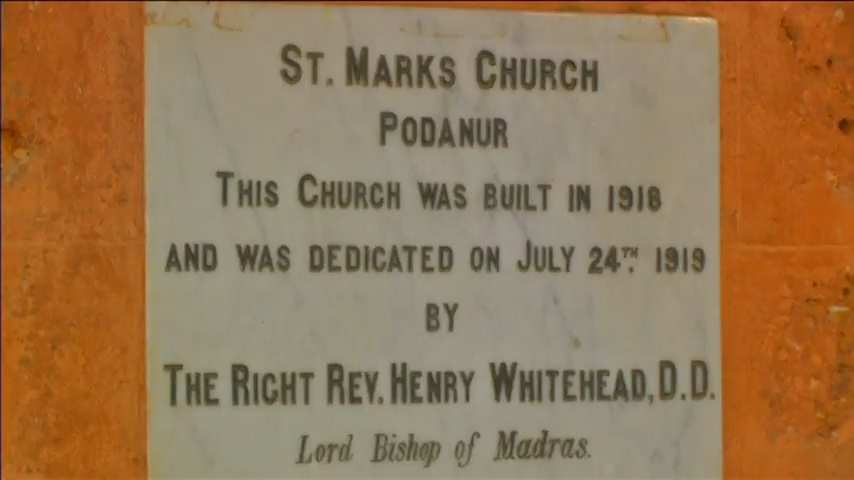 ST. MARKS CHURCH
PODANUR
THIS CHURCH WAS BUILT IN 1918
AND WAS DEDICATED ON JULY 24TH. 1919
BY
THE RIGHT REV. HENRY WHITEHEAD, D.D.
Lord Bishop of Madras.